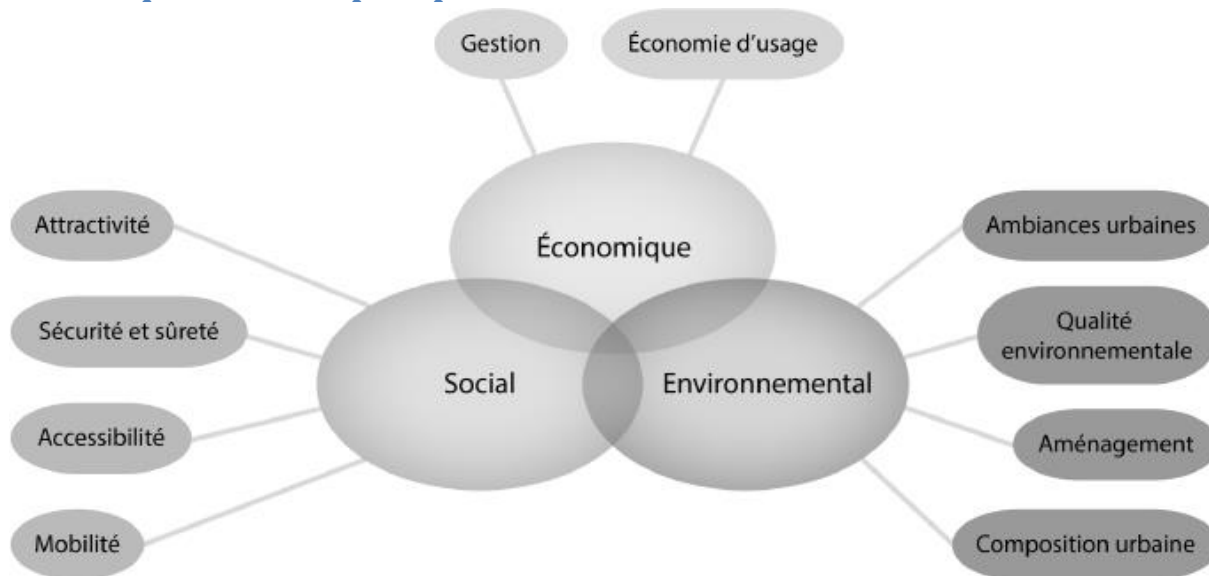 Gestion
Économie d'usage
Attractivité
Économique
Ambiances urbaines
Sécurité et sûreté
Qualité
environnementale
Social
Environnemental
Accessibilité
Aménagement
Mobilité
Composition urbaine